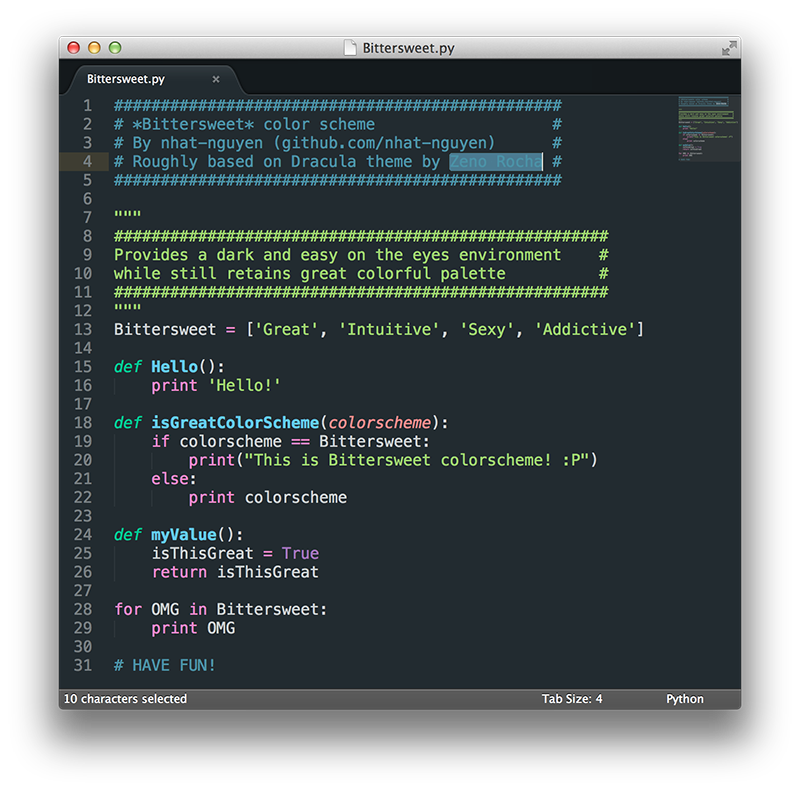 Bittersweet.py
Bittersweet.py ×
1 ################################################
2 # *Bittersweet* color scheme                   #
3 # By nhat-nguyen (github.com/nhat-nguyen)      #
4 # Roughly based on Dracula theme by Zeno Rocha #
5 ################################################
6
7 """
8 #####################################################
9 Provides a dark and easy on the eyes environment    #
10 while still retains great colorful palette          #
11 #####################################################
12 """
13 Bittersweet = ['Great', 'Intuitive', 'Sexy', 'Addictive']
14
15 def Hello():
16     print 'Hello!'
17
18 def isGreatColorScheme(colorscheme):
19     if colorscheme == Bittersweet:
20         print("This is Bittersweet colorscheme! :P")
21     else:
22         print colorscheme
23
24 def myValue():
25     isThisGreat = True
26     return isThisGreat
27
28 for OMG in Bittersweet:
29     print OMG
30
31 # HAVE FUN!
10 characters selected Tab Size: 4 Python